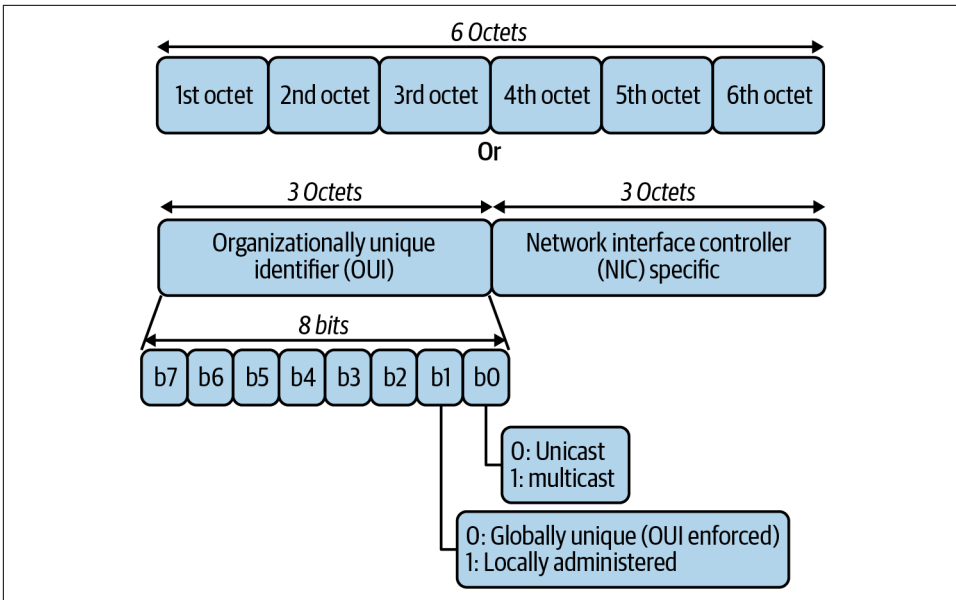 6 Octets
1st octet 2nd octet 3rd octet 4th octet 5th octet 6th octet
Or
3 Octets 3 Octets
Organizationally unique
identifier (OUI)
Network interface controller
(NIC) specific
8 bits
b7 b6 b5 b4 b3 b2 b1 b0
0: Unicast
1: multicast
0: Globally unique (OUI enforced)
1: Locally administered